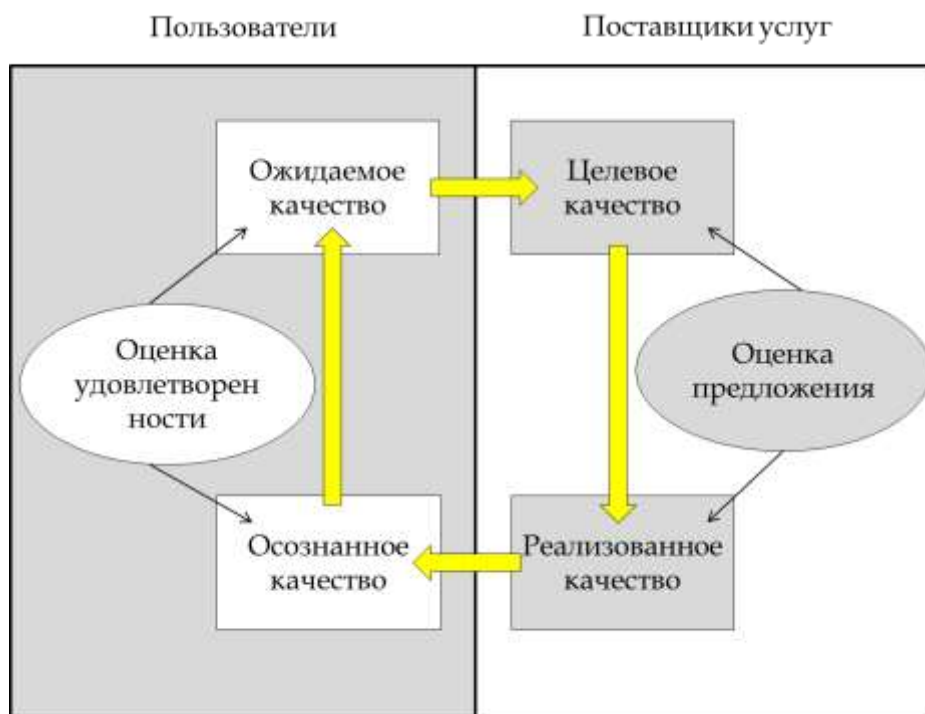 Пользователи
Поставщики услуг
Ожидаемое
качество
Целевое
качество
Оценка
удовлетворен
ности
Оценка
предложения
Осознанное
качество
Реализованное
качество